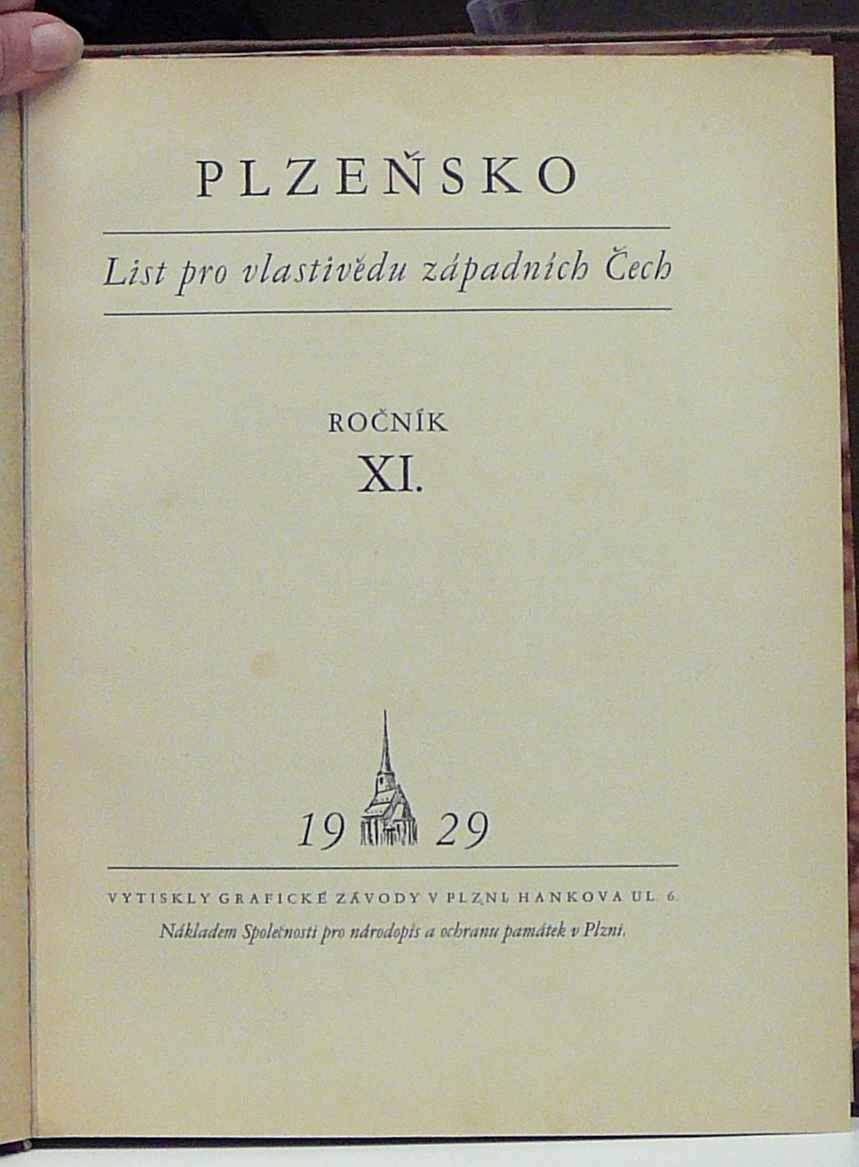 PLZEŇSKO
List pro vlastivědu západních Čech
ROČNÍK
XI.
19 29
VYTISKLY GRAFICKÉ ZÁVODY V PLZNI, HANKOVA UL. 6.
Nákladem Společnosti pro národopis a ochranu památek v Plzni.